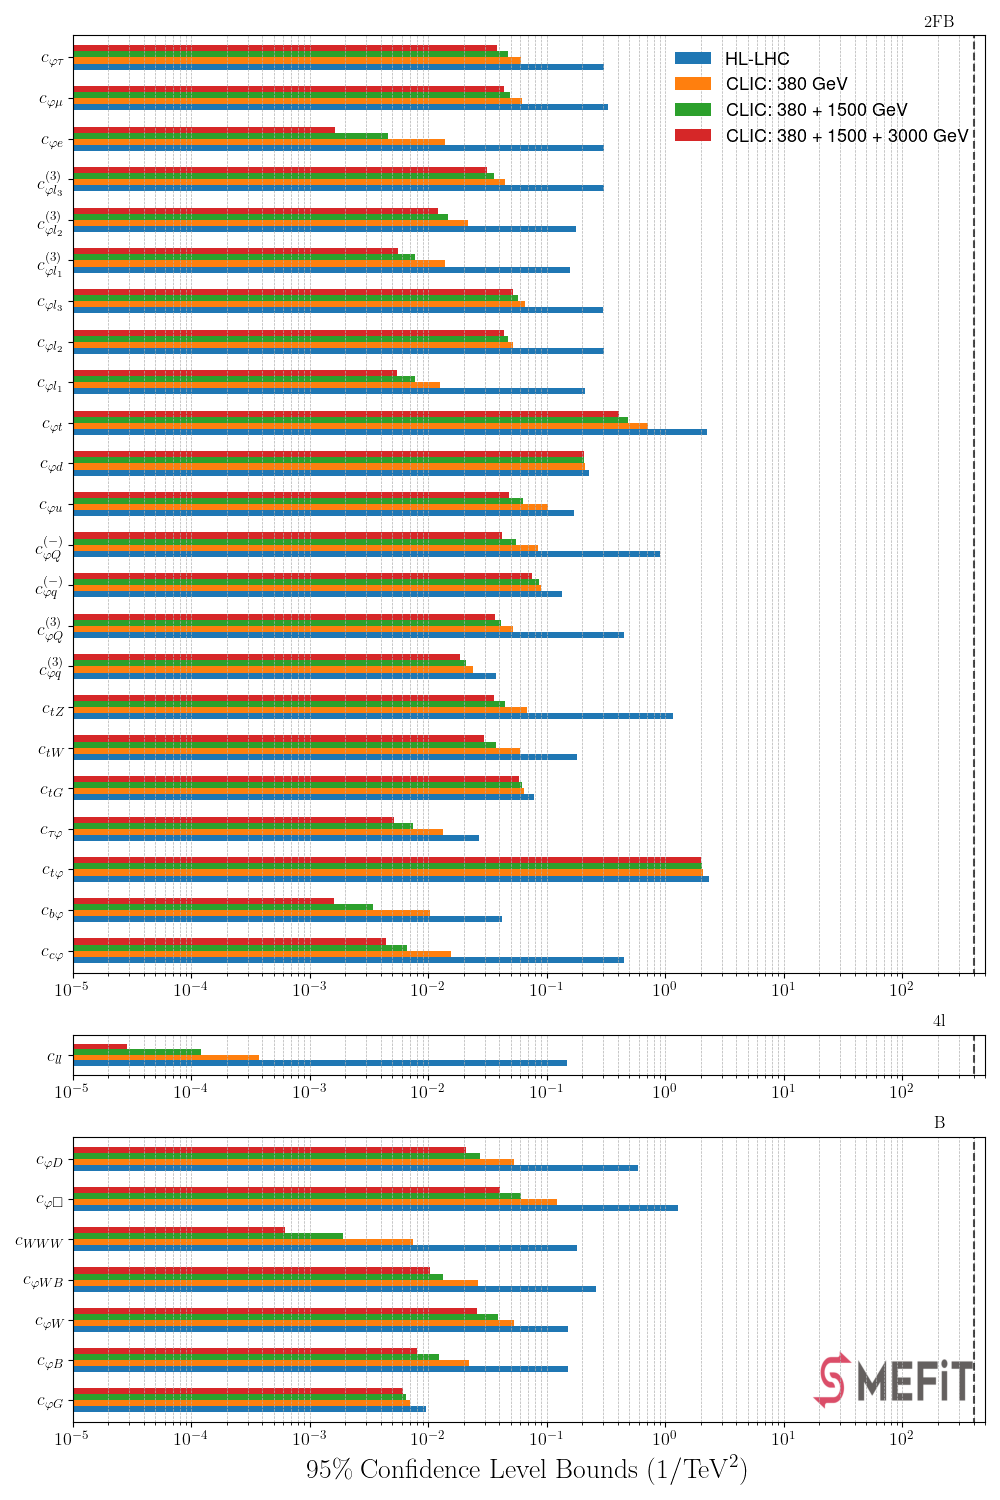 2FB
HL-LHC
CLIC: 380 GeV
CLIC: 380 + 1500 GeV
CLIC: 380 + 1500 + 3000 GeV
c_{φτ}
c_{φμ}
c_{φe}
c_{φl_3}^{(3)}
c_{φl_2}^{(3)}
c_{φl_1}^{(3)}
c_{φl_3}
c_{φl_2}
c_{φl_1}
c_{φt}
c_{φd}
c_{φu}
c_{φQ}^{(−)}
c_{φq}^{(−)}
c_{φQ}^{(3)}
c_{φq}^{(3)}
c_{tZ}
c_{tW}
c_{tG}
c_{τφ}
c_{tφ}
c_{bφ}
c_{cφ}
10^{−5} 10^{−4} 10^{−3} 10^{−2} 10^{−1} 10^{0} 10^{1} 10^{2}
4l
c_{ll}
10^{−5} 10^{−4} 10^{−3} 10^{−2} 10^{−1} 10^{0} 10^{1} 10^{2}
B
c_{φD}
c_{φ□}
c_{WWW}
c_{φWB}
c_{φW}
c_{φB}
c_{φG}
SMEFiT
10^{−5} 10^{−4} 10^{−3} 10^{−2} 10^{−1} 10^{0} 10^{1} 10^{2}
95% Confidence Level Bounds (1/TeV^{2})